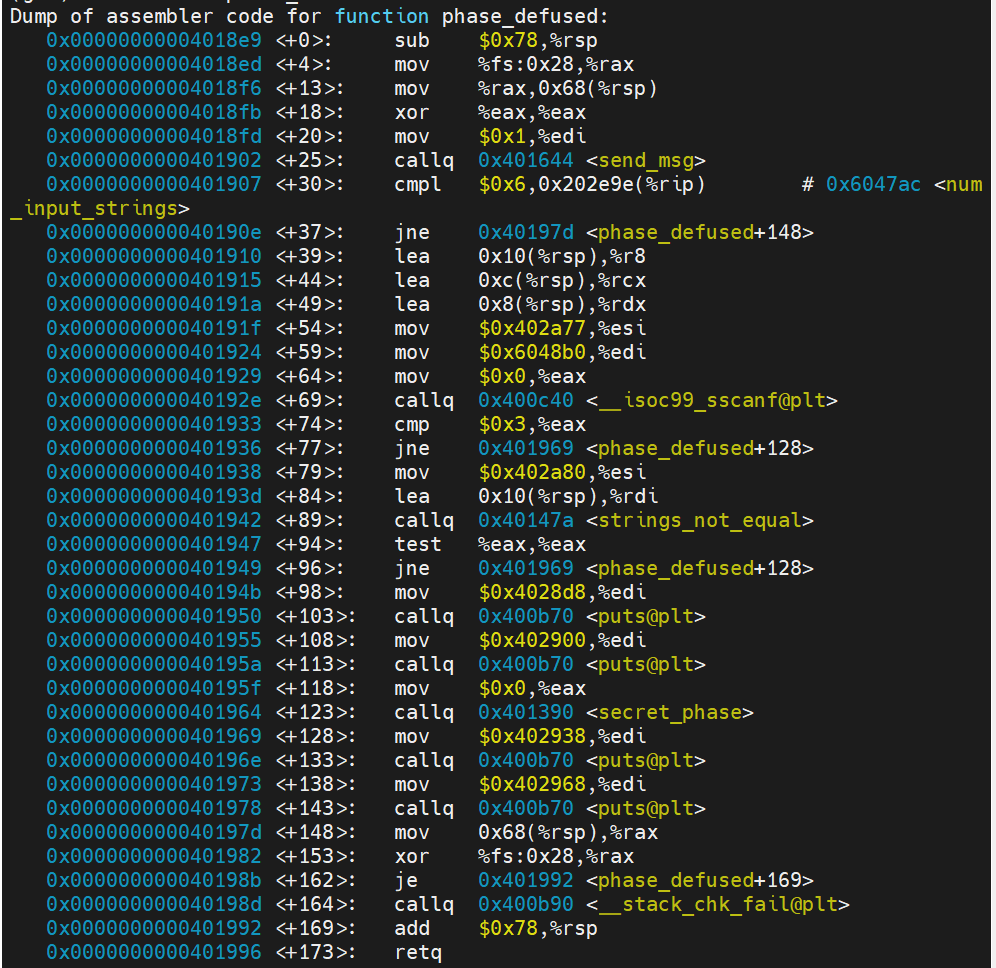 Dump of assembler code for function phase_defused:
   0x00000000004018e9 <+0>:     sub    $0x78,%rsp
   0x00000000004018ed <+4>:     mov    %fs:0x28,%rax
   0x00000000004018f6 <+13>:    mov    %rax,0x68(%rsp)
   0x00000000004018fb <+18>:    xor    %eax,%eax
   0x00000000004018fd <+20>:    mov    $0x1,%edi
   0x0000000000401902 <+25>:    callq  0x401644 <send_msg>
   0x0000000000401907 <+30>:    cmpl   $0x6,0x202e9e(%rip)        # 0x6047ac <num
_input_strings>
   0x000000000040190e <+37>:    jne    0x40197d <phase_defused+148>
   0x0000000000401910 <+39>:    lea    0x10(%rsp),%r8
   0x0000000000401915 <+44>:    lea    0xc(%rsp),%rcx
   0x000000000040191a <+49>:    lea    0x8(%rsp),%rdx
   0x000000000040191f <+54>:    mov    $0x402a77,%esi
   0x0000000000401924 <+59>:    mov    $0x6048b0,%edi
   0x0000000000401929 <+64>:    mov    $0x0,%eax
   0x000000000040192e <+69>:    callq  0x400c40 <__isoc99_sscanf@plt>
   0x0000000000401933 <+74>:    cmp    $0x3,%eax
   0x0000000000401936 <+77>:    jne    0x401969 <phase_defused+128>
   0x0000000000401938 <+79>:    mov    $0x402a80,%esi
   0x000000000040193d <+84>:    lea    0x10(%rsp),%rdi
   0x0000000000401942 <+89>:    callq  0x40147a <strings_not_equal>
   0x0000000000401947 <+94>:    test   %eax,%eax
   0x0000000000401949 <+96>:    jne    0x401969 <phase_defused+128>
   0x000000000040194b <+98>:    mov    $0x4028d8,%edi
   0x0000000000401950 <+103>:   callq  0x400b70 <puts@plt>
   0x0000000000401955 <+108>:   mov    $0x402900,%edi
   0x000000000040195a <+113>:   callq  0x400b70 <puts@plt>
   0x000000000040195f <+118>:   mov    $0x0,%eax
   0x0000000000401964 <+123>:   callq  0x401390 <secret_phase>
   0x0000000000401969 <+128>:   mov    $0x402938,%edi
   0x000000000040196e <+133>:   callq  0x400b70 <puts@plt>
   0x0000000000401973 <+138>:   mov    $0x402968,%edi
   0x0000000000401978 <+143>:   callq  0x400b70 <puts@plt>
   0x000000000040197d <+148>:   mov    0x68(%rsp),%rax
   0x0000000000401982 <+153>:   xor    %fs:0x28,%rax
   0x000000000040198b <+162>:   je     0x401992 <phase_defused+169>
   0x000000000040198d <+164>:   callq  0x400b90 <__stack_chk_fail@plt>
   0x0000000000401992 <+169>:   add    $0x78,%rsp
   0x0000000000401996 <+173>:   retq